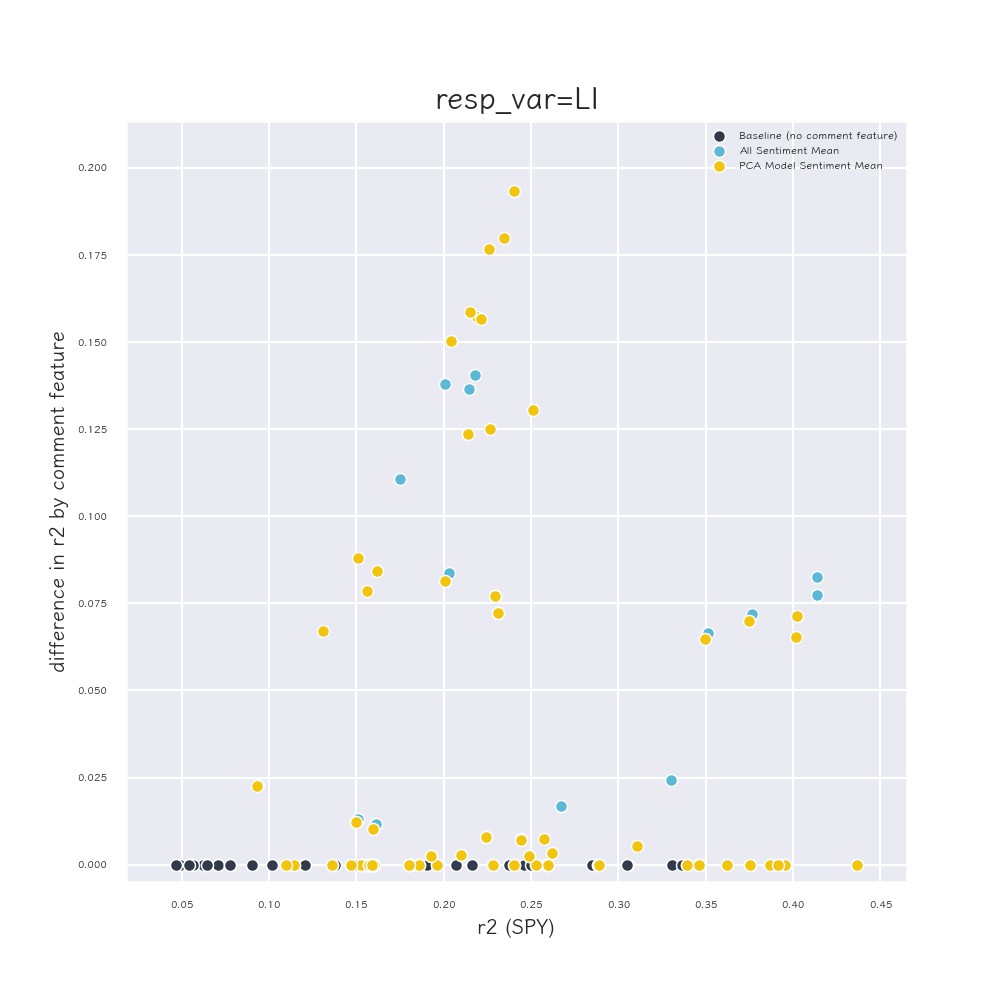 resp_var=LI
Baseline (no comment feature)
All Sentiment Mean
PCA Model Sentiment Mean
difference in r2 by comment feature
0.200
0.175
0.150
0.125
0.100
0.075
0.050
0.025
0.000
0.05 0.10 0.15 0.20 0.25 0.30 0.35 0.40 0.45
r2 (SPY)